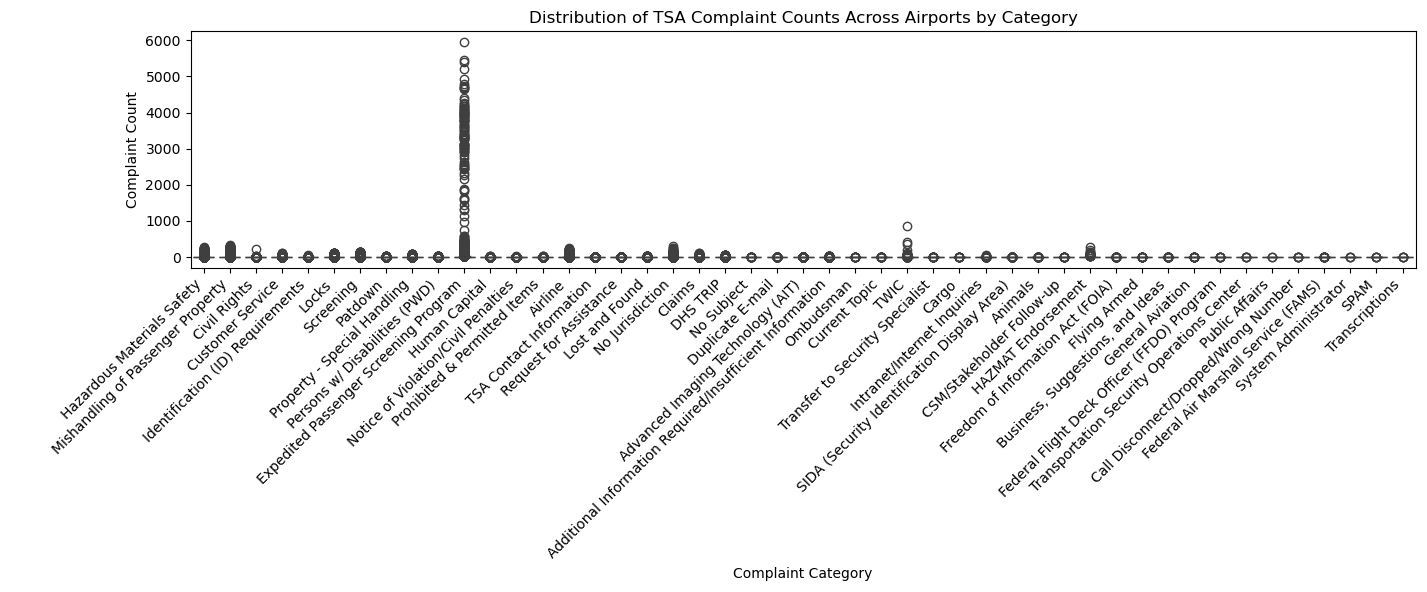 Distribution of TSA Complaint Counts Across Airports by Category
Complaint Count
6000
5000
4000
3000
2000
1000
0
Hazardous Materials Safety
Mishandling of Passenger Property
Civil Rights
Customer Service
Identification (ID) Requirements
Locks
Screening
Patdown
Property - Special Handling
Persons w/ Disabilities (PWD)
Expedited Passenger Screening Program
Human Capital
Notice of Violation/Civil Penalties
Prohibited & Permitted Items
Airline
TSA Contact Information
Request for Assistance
Lost and Found
No Jurisdiction
Claims
DHS TRIP
No Subject
Duplicate E-mail
Advanced Imaging Technology (AIT)
Additional Information Required/Insufficient Information
Ombudsman
Current Topic
TWIC
Transfer to Security Specialist
Cargo
Intranet/Internet Inquiries
SIDA (Security Identification Display Area)
Animals
CSM/Stakeholder Follow-up
HAZMAT Endorsement
Freedom of Information Act (FOIA)
Flying Armed
Business, Suggestions, and Ideas
General Aviation
Federal Flight Deck Officer (FFDO) Program
Transportation Security Operations Center
Public Affairs
Call Disconnect/Dropped/Wrong Number
Federal Air Marshall Service (FAMS)
System Administrator
SPAM
Transcriptions
Complaint Category